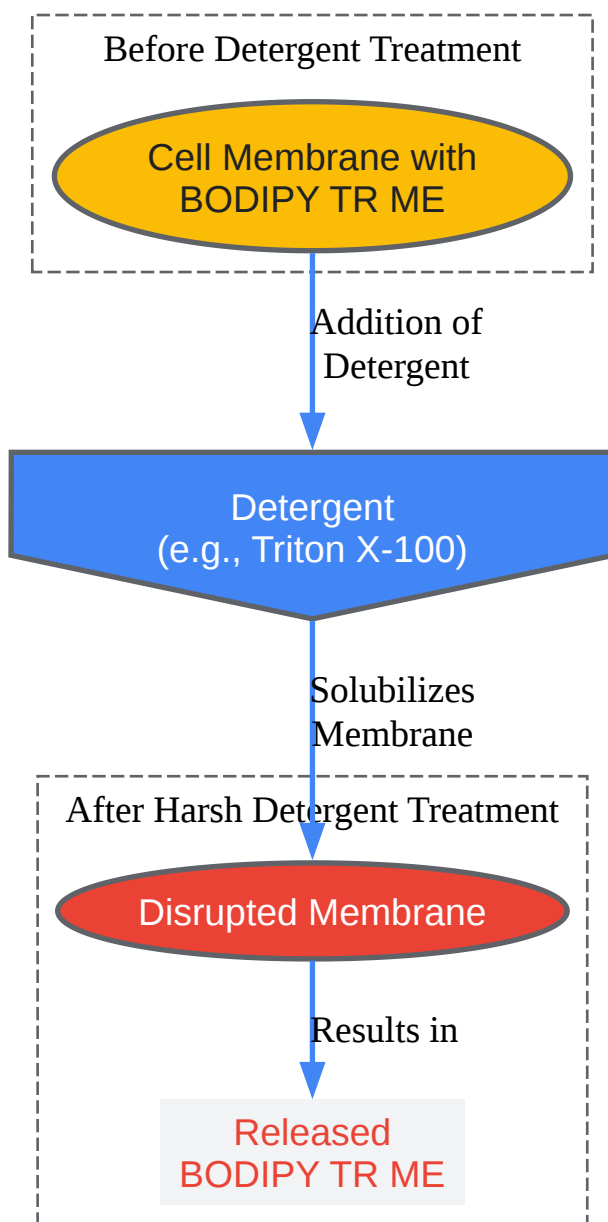 Before Detergent Treatment
Cell Membrane with
BODIPY TR ME
Addition of
Detergent
Detergent
(e.g., Triton X-100)
Solubilizes
Membrane
After Harsh Detergent Treatment
Disrupted Membrane
Results in
Released
BODIPY TR ME